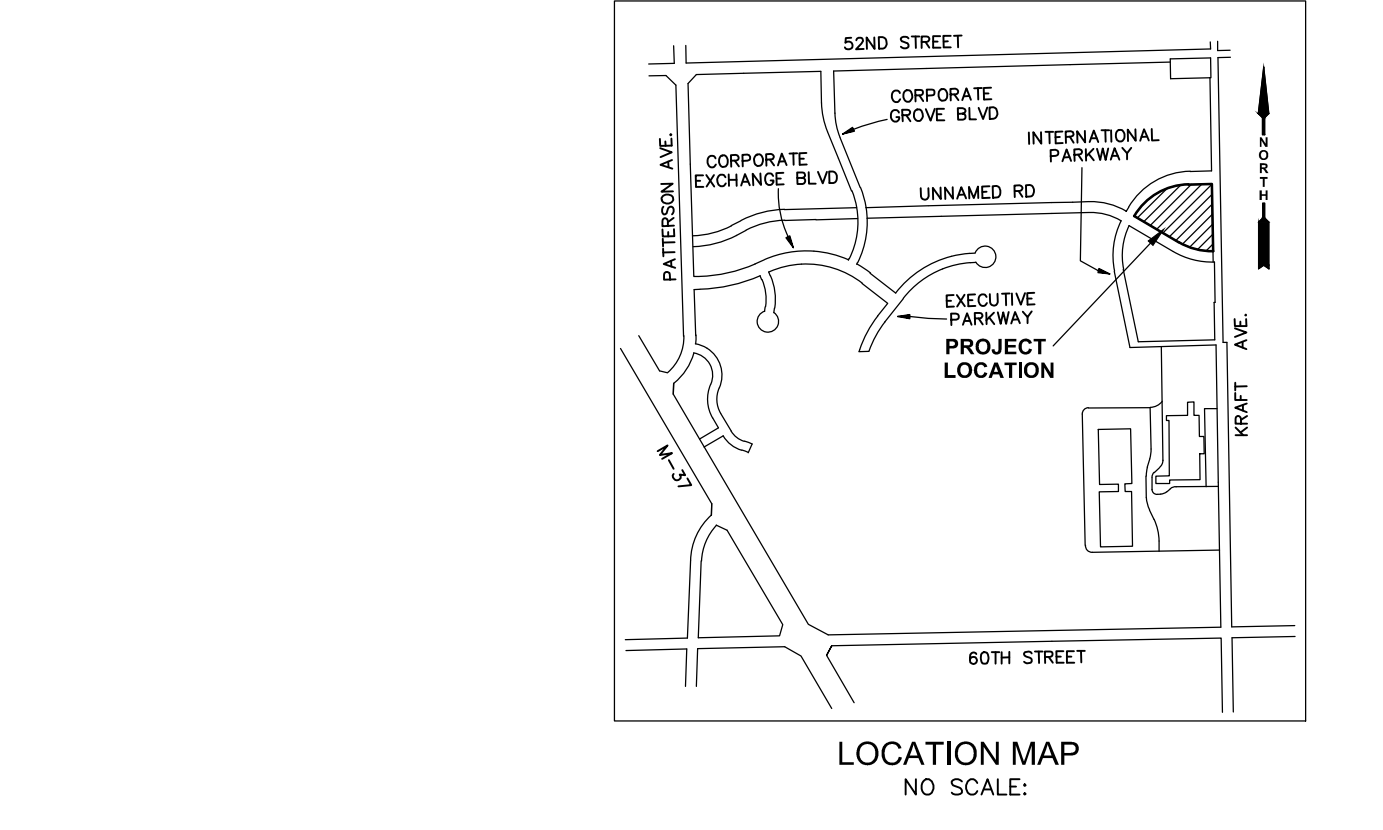 52ND STREET
CORPORATE
GROVE BLVD
INTERNATIONAL
PARKWAY
NORTH
PATTERSON AVE.
CORPORATE
EXCHANGE BLVD
UNNAMED RD
EXECUTIVE
PARKWAY
PROJECT
LOCATION
KRAFT AVE.
M-37
60TH STREET
LOCATION MAP
NO SCALE: